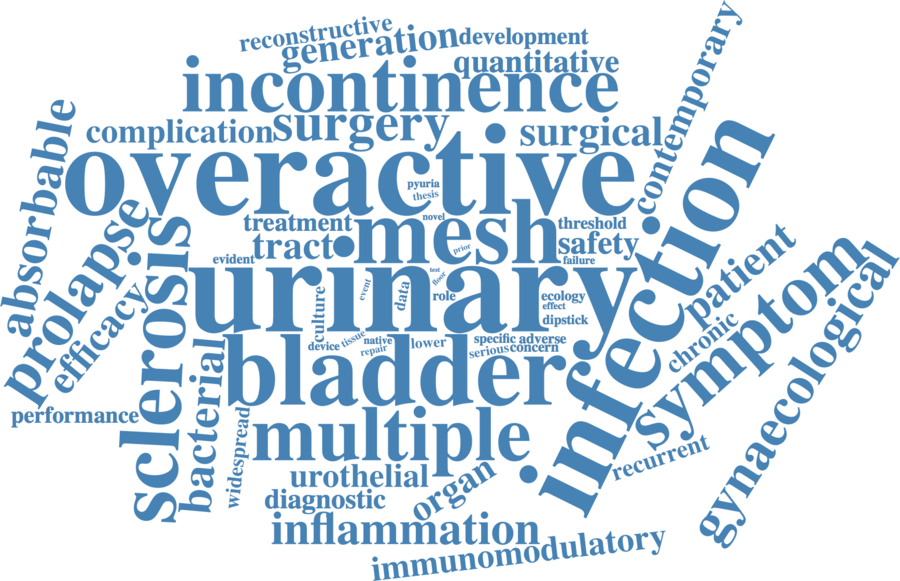 reconstructive
generation
development
quantitative
incontinence
contemporary
absorbable
complication
surgery
surgical
overactive
infection
pyuria
thesis
novel
prolapse
sclerosis
treatment
mesh
threshold
tract
prior
safety
patient
evident
failure
symptom
gynaecological
efficacy
urinary
test
floor
event
data
culture
role
ecology
effect
dipstick
chronic
device
tissue
native
repair
lower
specific
adverse
serious
concern
bladder
bacterial
performance
widespread
multiple
recurrent
urothelial
organ
diagnostic
inflammation
immunomodulatory